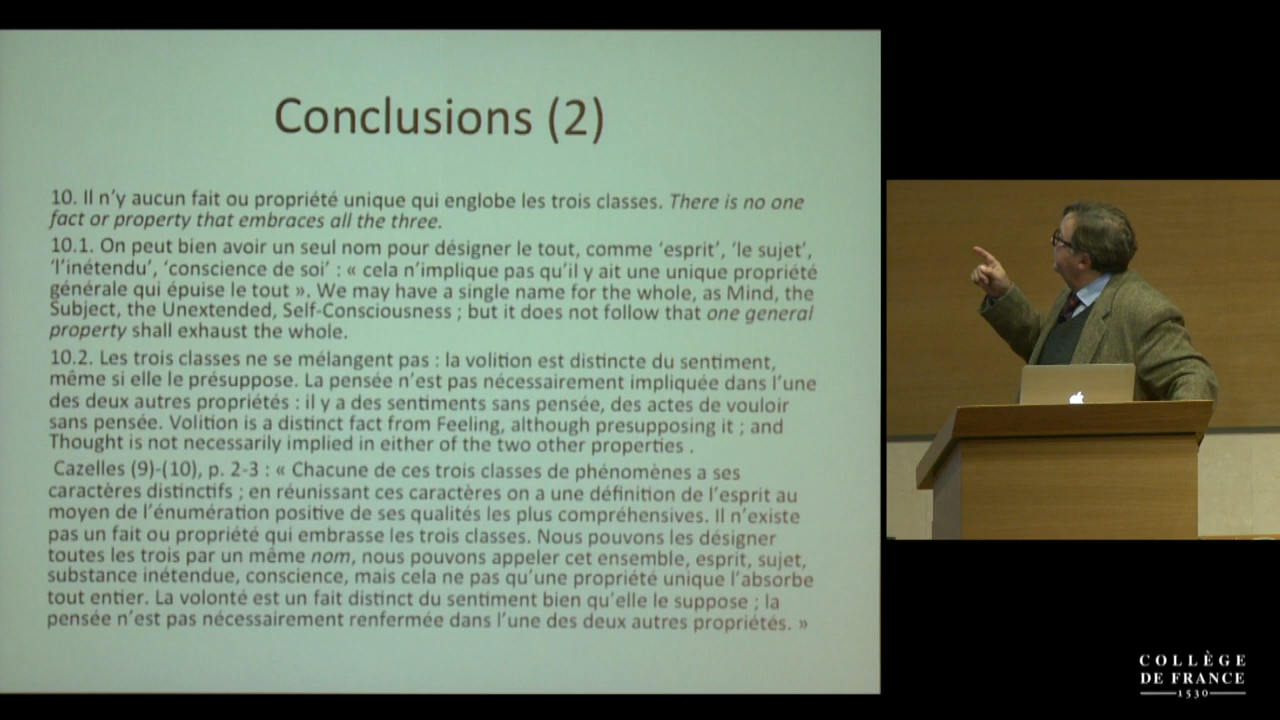 Conclusions (2)
10. Il n'y aucun fait ou propriété unique qui englobe les trois classes. There is no one
fact or property that embraces all the three.
10.1. On peut bien avoir un seul nom pour désigner le tout, comme 'esprit', 'le sujet',
'l'inétendu', 'conscience de soi' : « cela n'implique pas qu'il y ait une unique propriété
générale qui épuise le tout ». We may have a single name for the whole, as Mind, the
Subject, the Unextended, Self-Consciousness ; but it does not follow that one general
property shall exhaust the whole.
10.2. Les trois classes ne se mélangent pas : la volition est distincte du sentiment,
même si elle le présuppose. La pensée n'est pas nécessairement impliquée dans l'une
des deux autres propriétés : il y a des sentiments sans pensée, des actes de vouloir
sans pensée. Volition is a distinct fact from Feeling, although presupposing it ; and
Thought is not necessarily implied in either of the two other properties .
Cazelles (9)-(10), p. 2-3 : « Chacune de ces trois classes de phénomènes a ses
caractères distinctifs ; en réunissant ces caractères on a une définition de l'esprit au
moyen de l'énumération positive de ses qualités les plus compréhensives. Il n'existe
pas un fait ou propriété qui embrasse les trois classes. Nous pouvons les désigner
toutes les trois par un même nom, nous pouvons appeler cet ensemble, esprit, sujet,
substance inétendue, conscience, mais cela ne pas qu'une propriété unique l'absorbe
tout entier. La volonté est un fait distinct du sentiment bien qu'elle le suppose ; la
pensée n'est pas nécessairement renfermée dans l'une des deux autres propriétés. »
COLLÈGE
DE FRANCE
1530